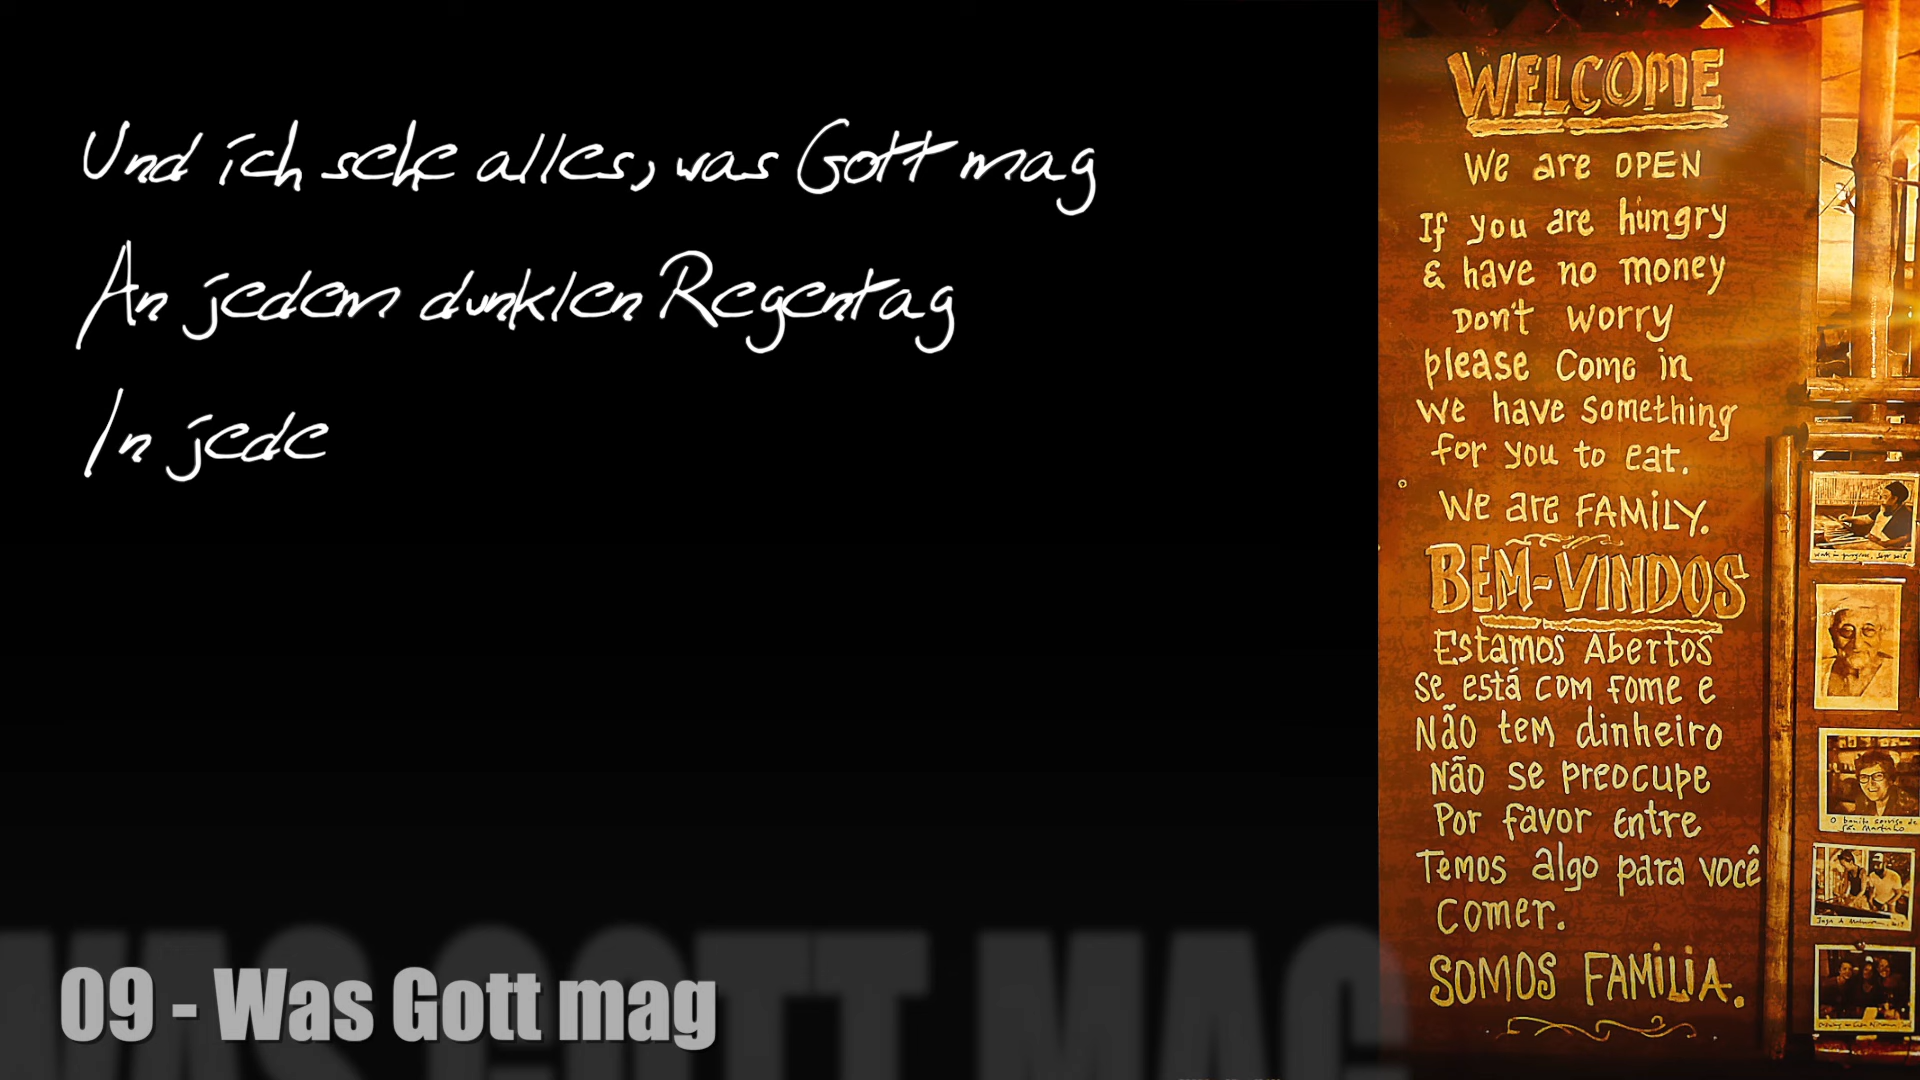 Und ich sehe alles, was Gott mag
An jedem dunklen Regentag
In jede
09 - Was Gott mag
WAS GOTT MAG
WELCOME
We are OPEN
If you are hungry
& have no money
Don't worry
please Come in
We have something
for you to eat.
We are FAMiLY.
BEM-VINDOS
Estamos Abertos
Se está com fome e
Não tem dinheiro
Não se preocupe
Por favor Entre
Temos algo para você
Comer.
SOMOS FAMiLiA.